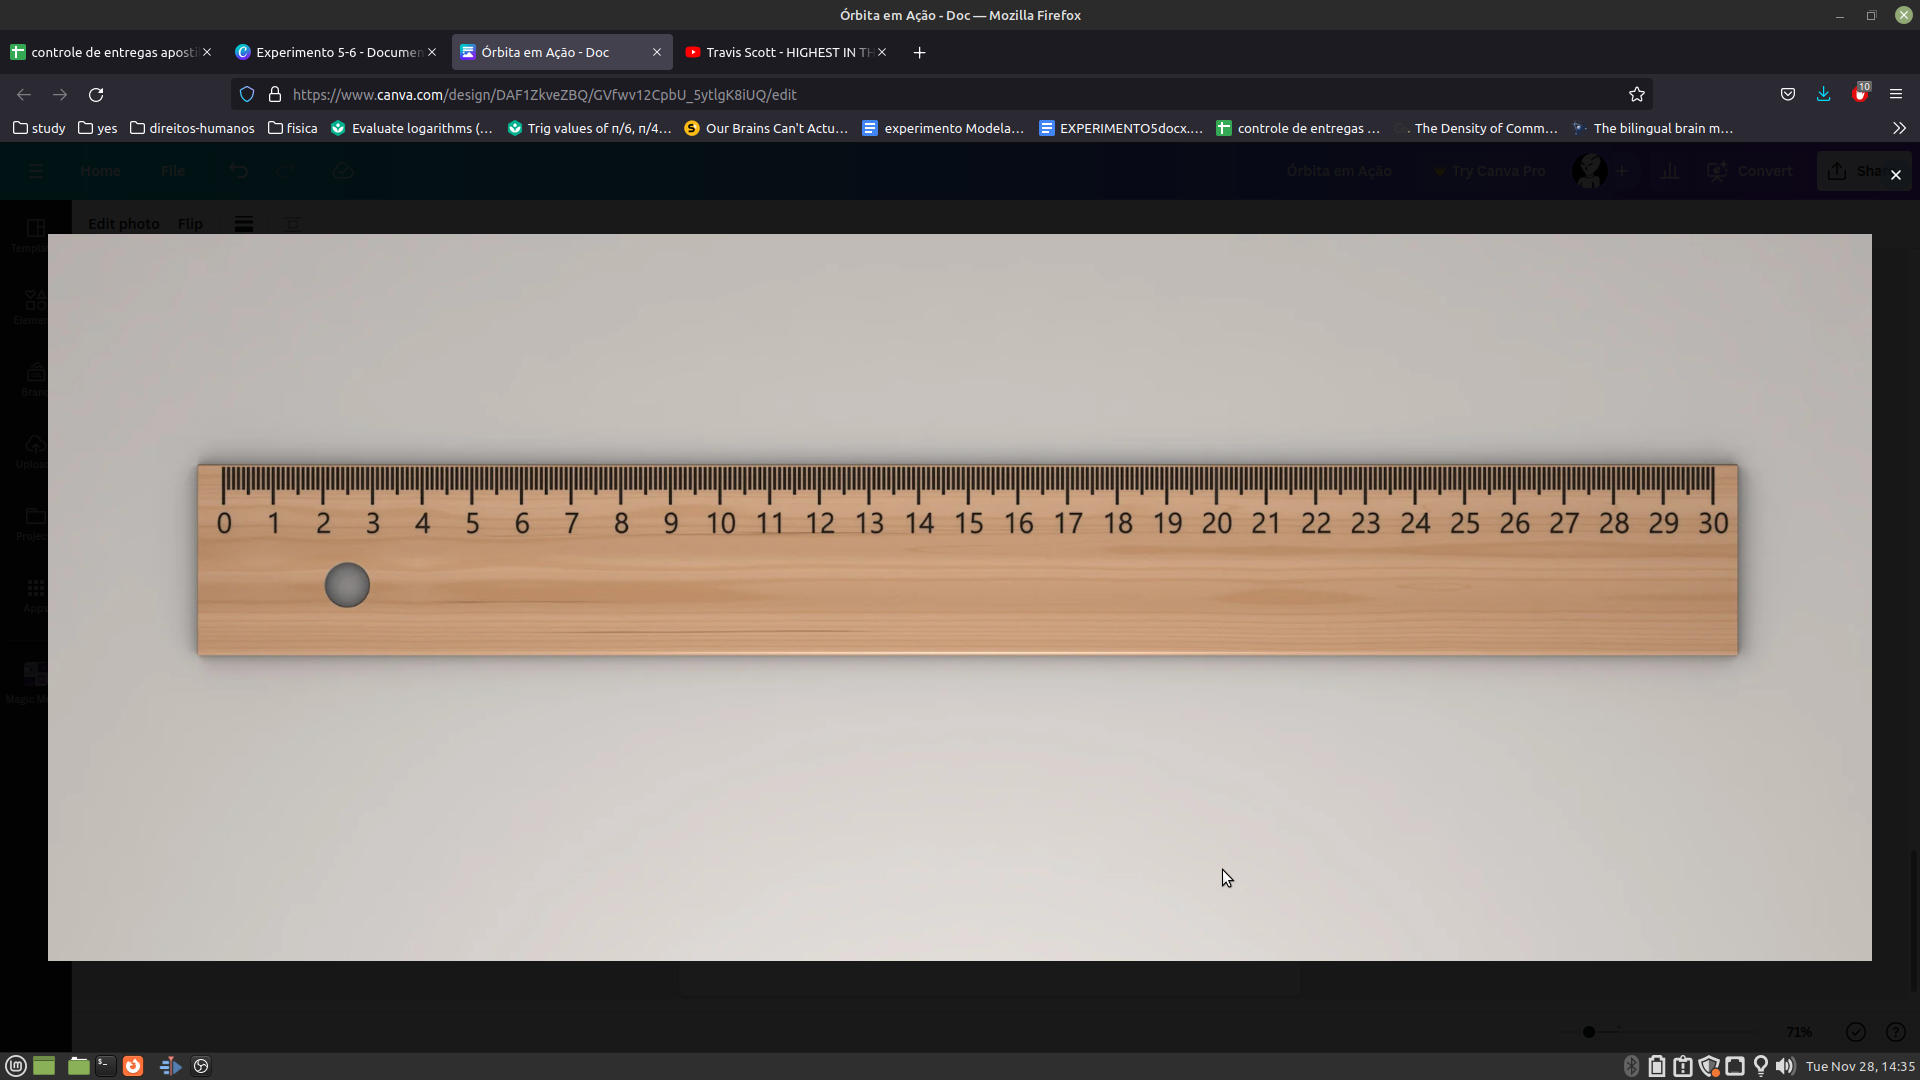 Órbita em Ação - Doc — Mozilla Firefox
controle de entregas aposti
Experimento 5-6 - Documen
Órbita em Ação - Doc
Travis Scott - HIGHEST IN TH
https://www.canva.com/design/DAF1ZkveZBQ/GVfwv12CpbU_5ytlgK8iUQ/edit
10
study
yes
direitos-humanos
fisica
Evaluate logarithms (...
Trig values of π/6, π/4...
Our Brains Can't Actu...
experimento Modela...
EXPERIMENTO5docx....
controle de entregas ...
The Density of Comm...
The bilingual brain m...
Home
File
Órbita em Ação
Try Canva Pro
Convert
Sha
Edit photo
Flip
0 1 2 3 4 5 6 7 8 9 10 11 12 13 14 15 16 17 18 19 20 21 22 23 24 25 26 27 28 29 30
71%
Tue Nov 28, 14:35